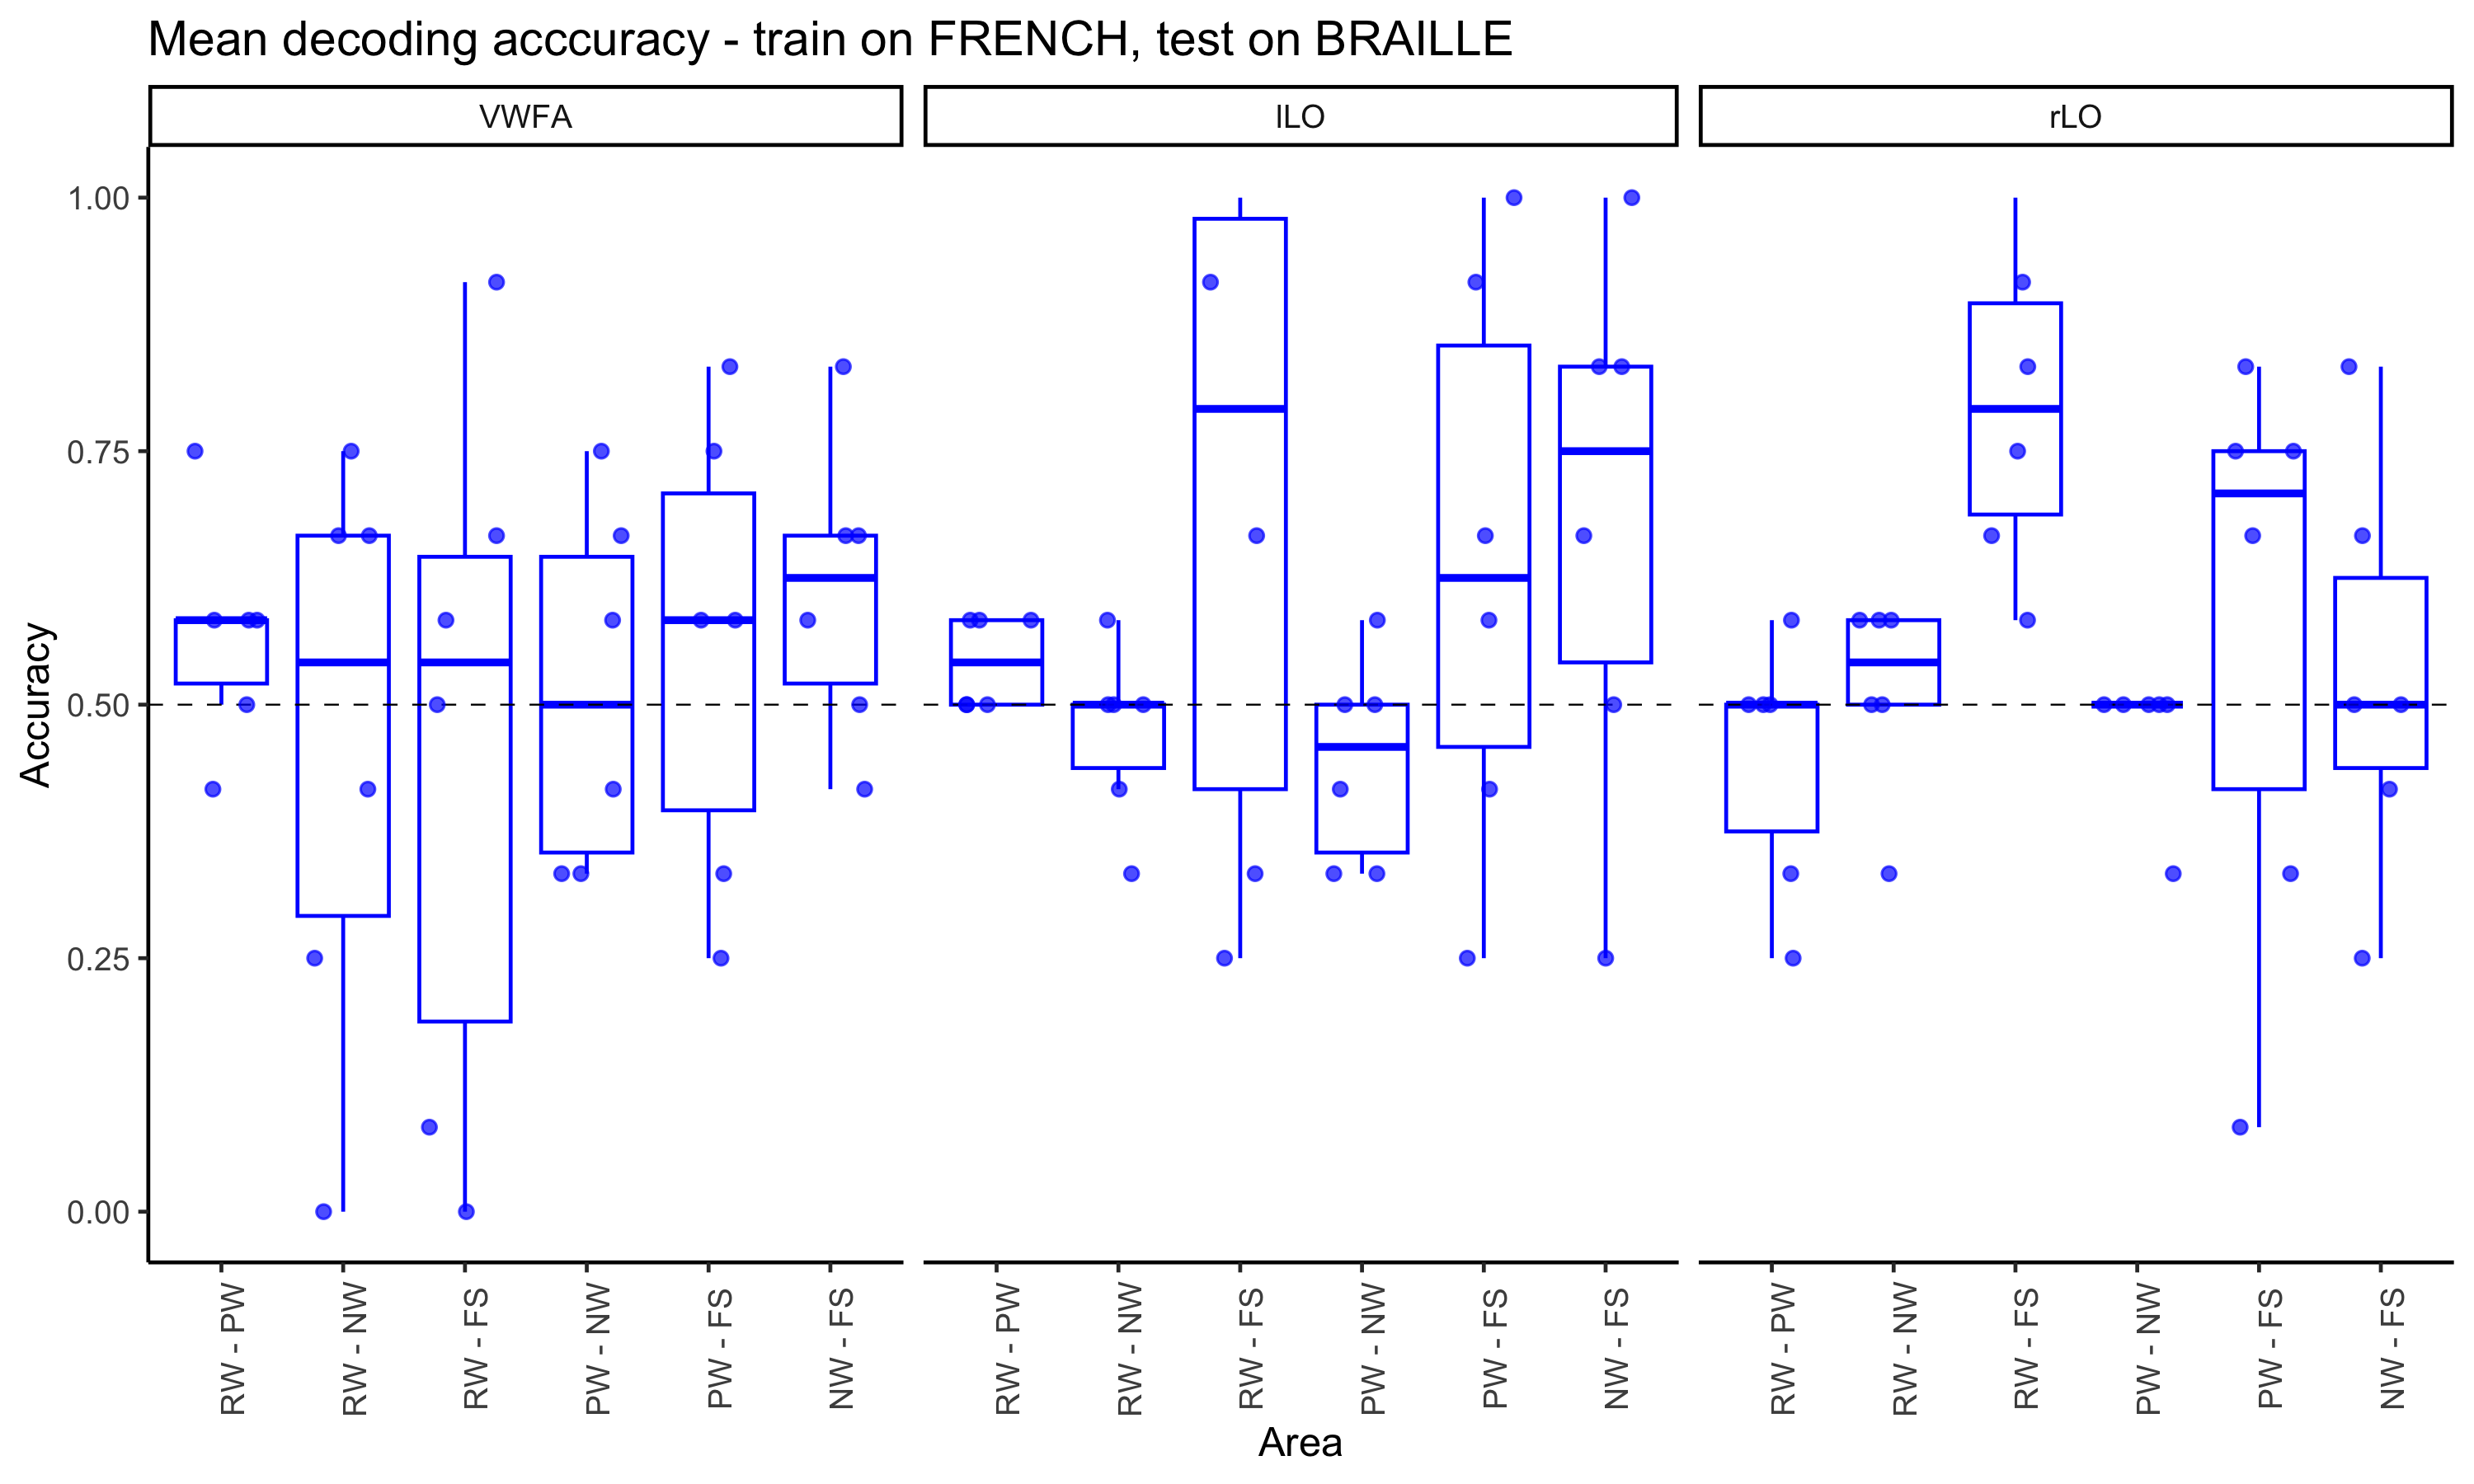 Mean decoding acccuracy - train on FRENCH, test on BRAILLE
VWFA
lLO
rLO
Accuracy
1.00
0.75
0.50
0.25
0.00
RW - PW
RW - NW
RW - FS
PW - NW
PW - FS
NW - FS
RW - PW
RW - NW
RW - FS
PW - NW
PW - FS
NW - FS
RW - PW
RW - NW
RW - FS
PW - NW
PW - FS
NW - FS
Area